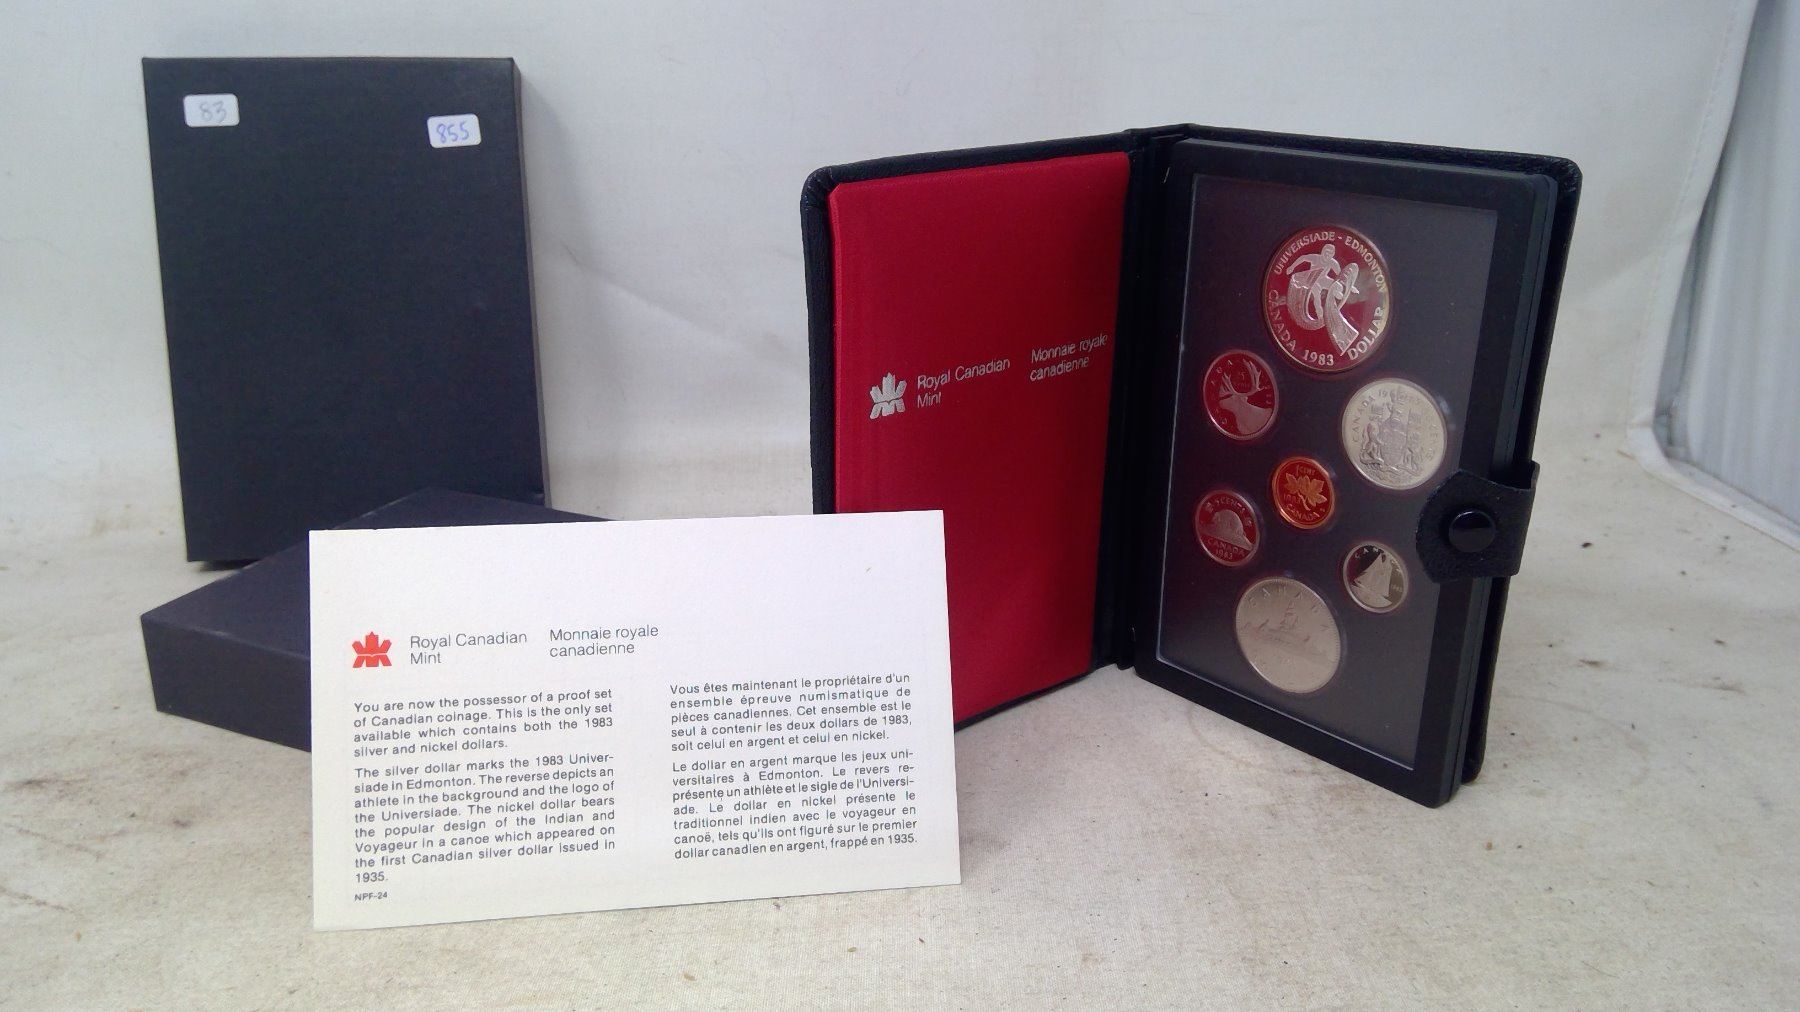 83
855
Royal Canadian
Mint
Monnaie royale
canadienne
UNIVERSIADE - EDMONTON
CANADA 1983 DOLLAR
CANADA
5 CENTS
CANADA
1983
1 CENT
CANADA
CANADA
CANADA
Royal Canadian
Mint
Monnaie royale
canadienne
You are now the possessor of a proof set
of Canadian coinage. This is the only set
available which contains both the 1983
silver and nickel dollars.
The silver dollar marks the 1983 Univer-
siade in Edmonton. The reverse depicts an
athlete in the background and the logo of
the Universiade. The nickel dollar bears
the popular design of the Indian and
Voyageur in a canoe which appeared on
the first Canadian silver dollar issued in
1935.
NPF-24
Vous êtes maintenant le propriétaire d'un
ensemble épreuve numismatique de
pièces canadiennes. Cet ensemble est le
seul à contenir les deux dollars de 1983,
soit celui en argent et celui en nickel.
Le dollar en argent marque les jeux uni-
versitaires à Edmonton. Le revers re-
présente un athlète et le sigle de l'Universi-
ade. Le dollar en nickel présente le
traditionnel indien avec le voyageur en
canoë, tels qu'ils ont figuré sur le premier
dollar canadien en argent, frappé en 1935.